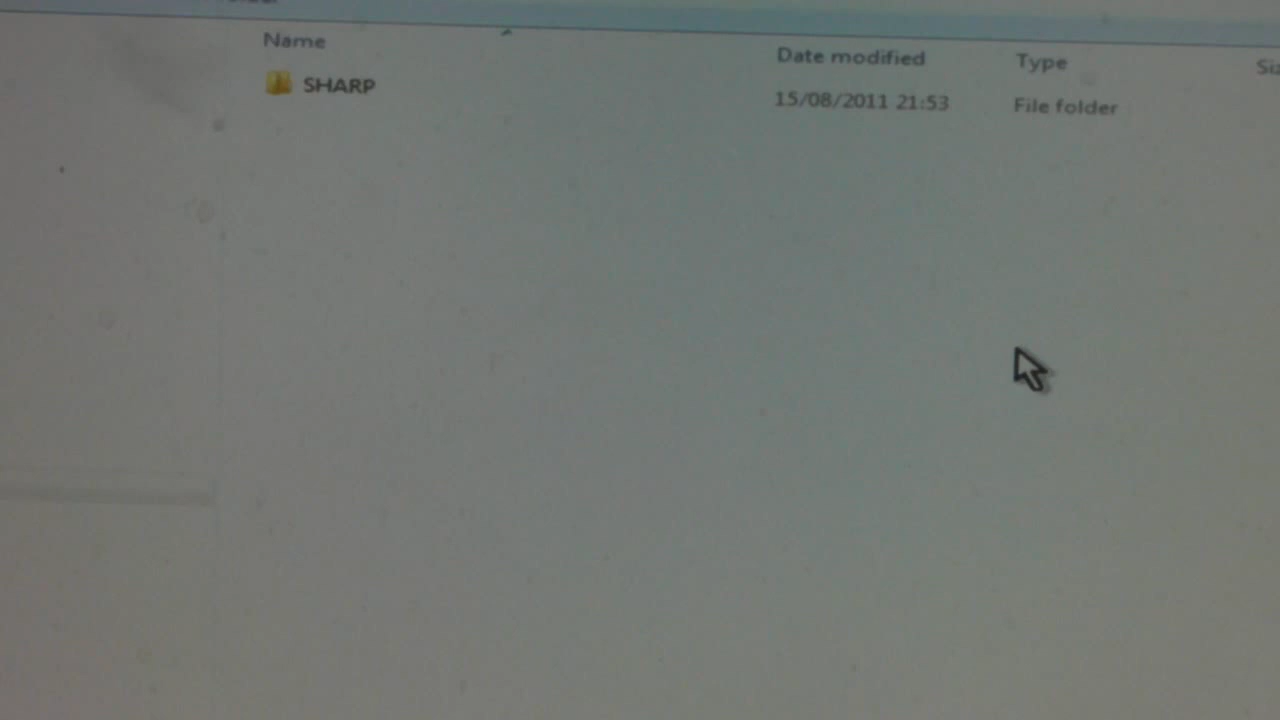 Name Date modified Type
SHARP 15/08/2011 21:53 File folder